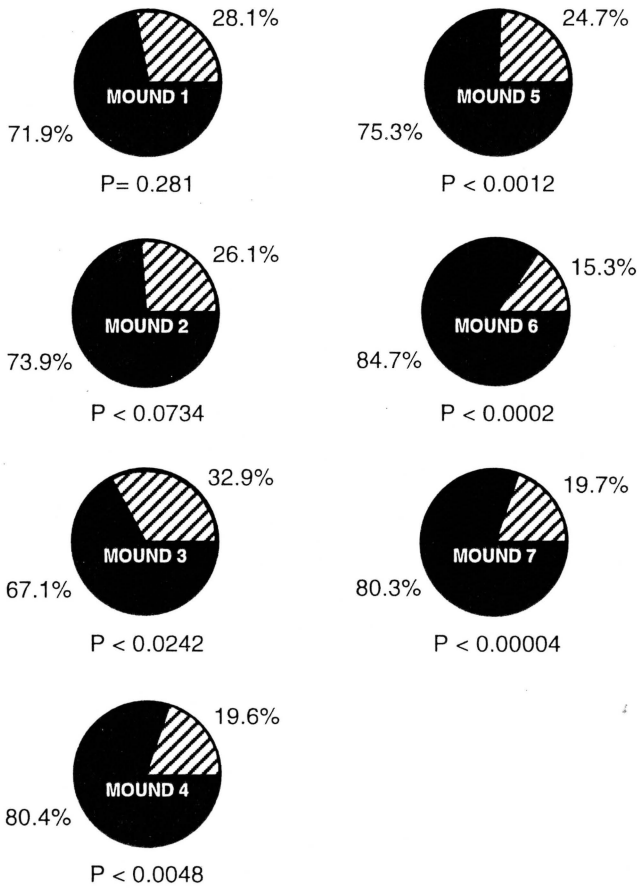 28.1%
MOUND 1
71.9%
P= 0.281
26.1%
MOUND 2
73.9%
P < 0.0734
32.9%
MOUND 3
67.1%
P < 0.0242
19.6%
MOUND 4
80.4%
P < 0.0048
24.7%
MOUND 5
75.3%
P < 0.0012
15.3%
MOUND 6
84.7%
P < 0.0002
19.7%
MOUND 7
80.3%
P < 0.00004